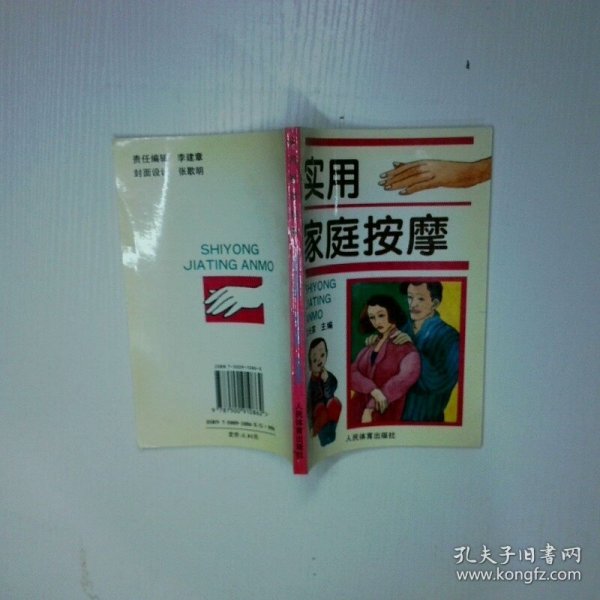 责任编辑 李建章
封面设计 张歌明
SHIYONG
JIATING ANMO
实用
家庭按摩
SHIYONG
JIATING
ANMO
主编
人民体育出版社
人民体育出版社
孔夫子旧书网
www.kongfz.com